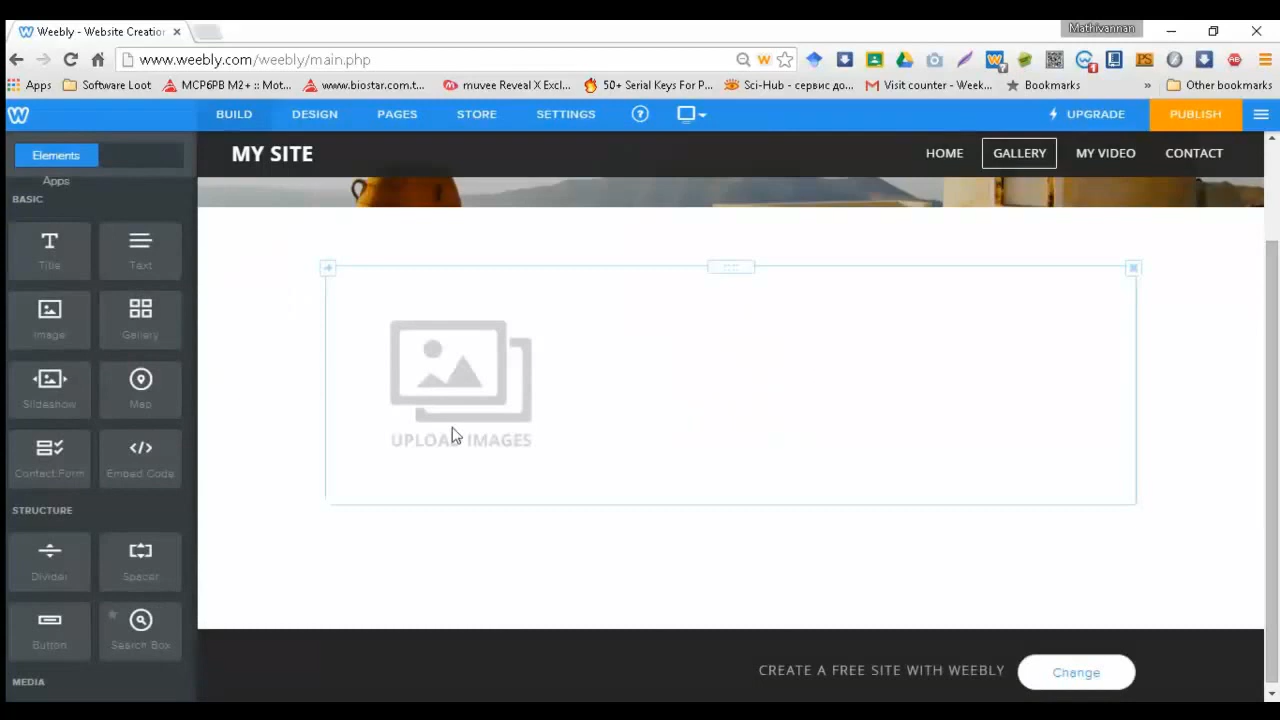 Mathivannan
Weebly - Website Creation
www.weebly.com/weebly/main.php
Apps Software Loot MCP6PB M2+ :: Mot... www.biostar.com.t... muvee Reveal X Excl... 50+ Serial Keys For P... Sci-Hub - сервис до... Visit counter - Week... Bookmarks » Other bookmarks
BUILD DESIGN PAGES STORE SETTINGS ? UPGRADE PUBLISH
Elements
Apps
MY SITE HOME GALLERY MY VIDEO CONTACT
BASIC
Title Text
Image Gallery
Slideshow Map
Contact Form Embed Code
STRUCTURE
Divider Spacer
Button Search Box
MEDIA
UPLOAD IMAGES
CREATE A FREE SITE WITH WEEBLY Change